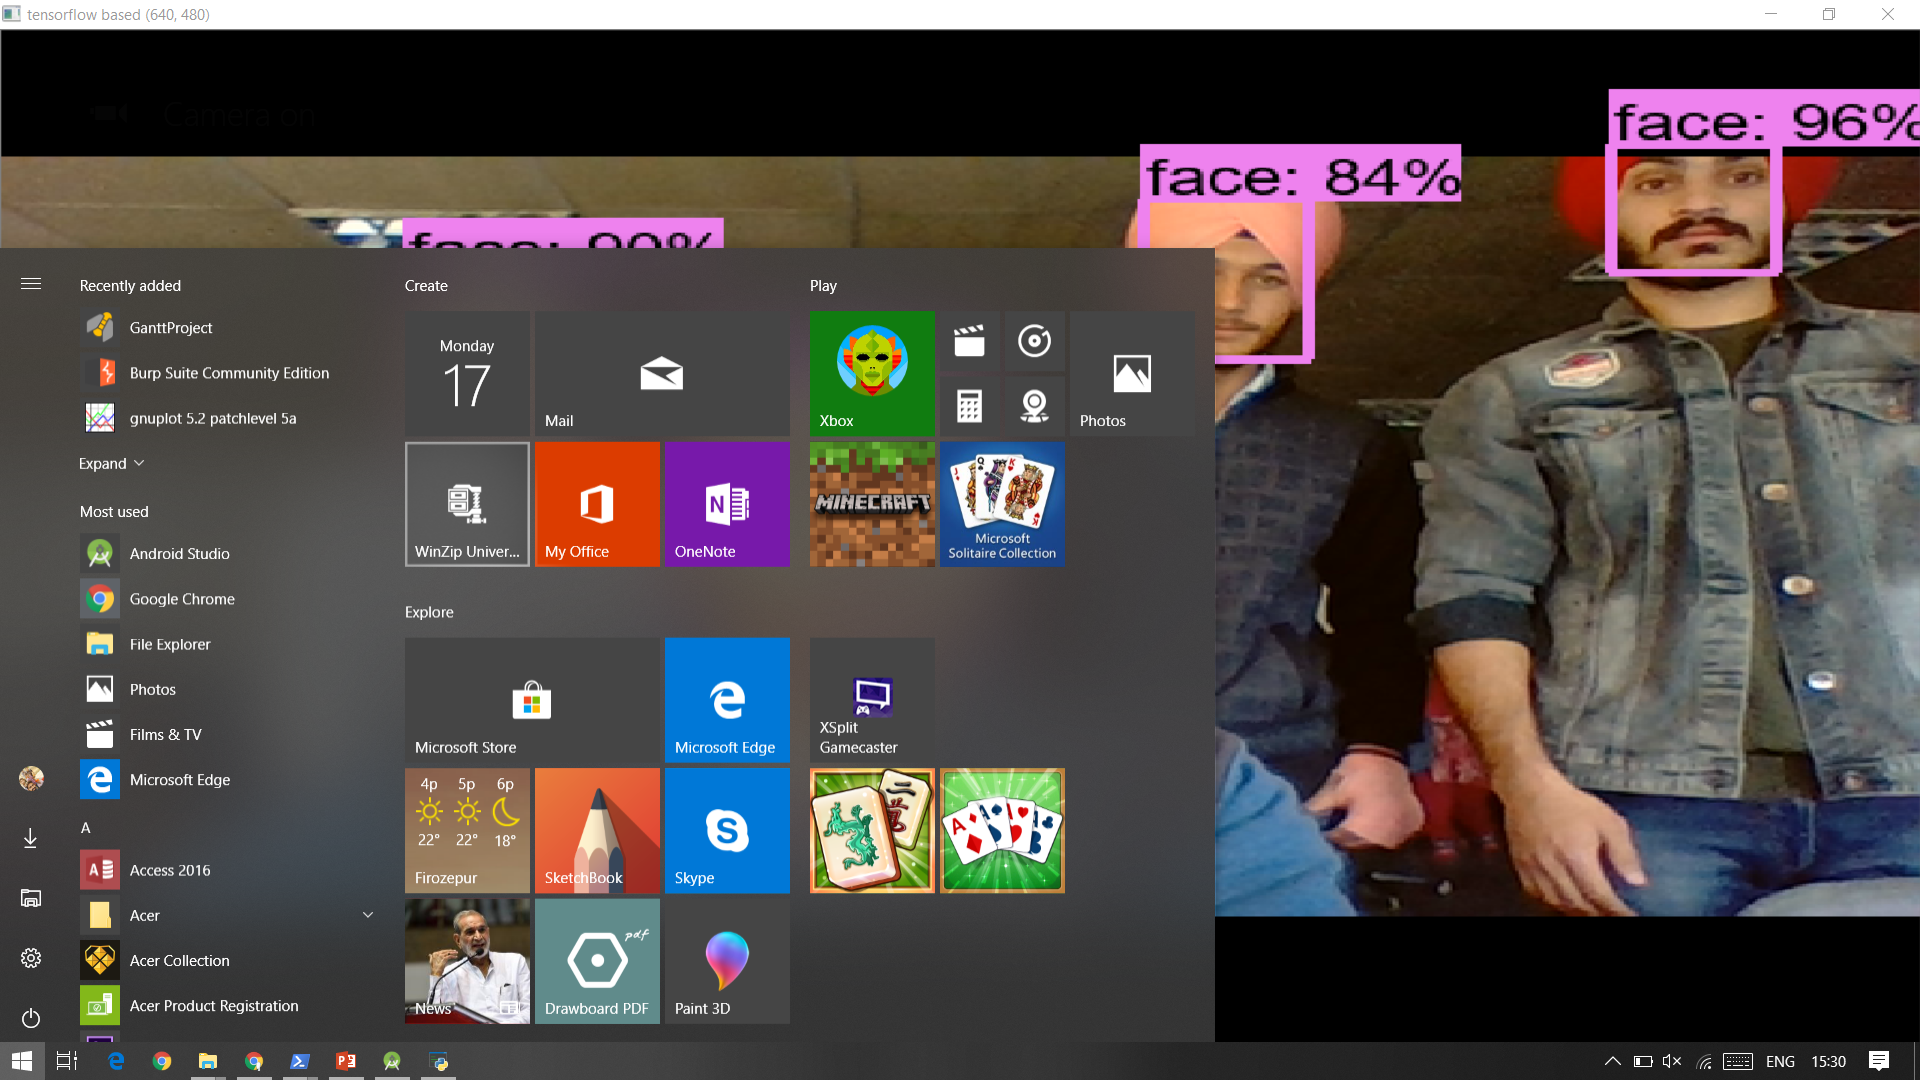 tensorflow based (640, 480)
Camera on
face: 96%
face: 84%
face: 90%
Recently added
GanttProject
Burp Suite Community Edition
gnuplot 5.2 patchlevel 5a
Expand
Most used
Android Studio
Google Chrome
File Explorer
Photos
Films & TV
Microsoft Edge
A
Access 2016
Acer
Acer Collection
Acer Product Registration
Create
Monday
17
Mail
WinZip Univer...
My Office
OneNote
Explore
Microsoft Store
Microsoft Edge
4p 5p 6p
22° 22° 18°
Firozepur
SketchBook
Skype
News
pdf
Drawboard PDF
Paint 3D
Play
Xbox
Photos
MINECRAFT
J Q K K
Microsoft
Solitaire Collection
XSplit
Gamecaster
A
ENG 15:30